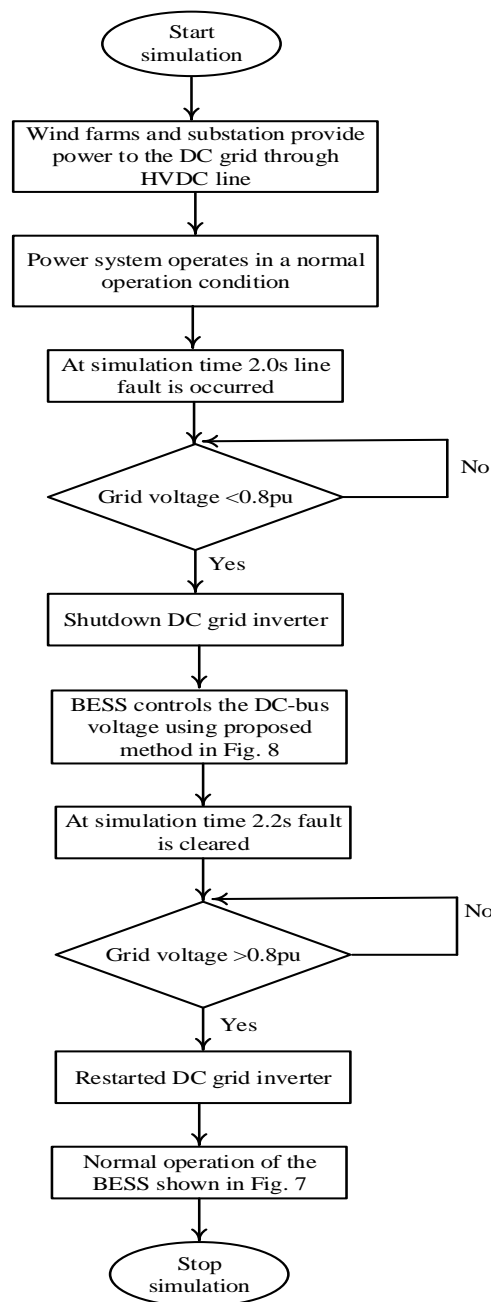 Start
simulation
Wind farms and substation provide
power to the DC grid through
HVDC line
Power system operates in a normal
operation condition
At simulation time 2.0s line
fault is occurred
Grid voltage <0.8pu
No
Yes
Shutdown DC grid inverter
BESS controls the DC-bus
voltage using proposed
method in Fig. 8
At simulation time 2.2s fault
is cleared
Grid voltage >0.8pu
No
Yes
Restarted DC grid inverter
Normal operation of the
BESS shown in Fig. 7
Stop
simulation